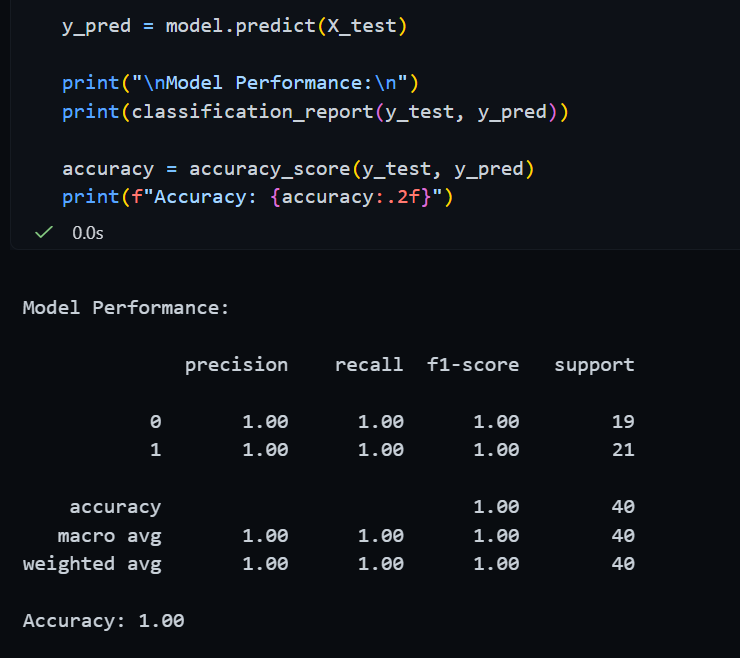 y_pred = model.predict(X_test)
print("\nModel Performance:\n")
print(classification_report(y_test, y_pred))
accuracy = accuracy_score(y_test, y_pred)
print(f"Accuracy: {accuracy:.2f}")
0.0s
Model Performance:
precision recall f1-score support
0 1.00 1.00 1.00 19
1 1.00 1.00 1.00 21
accuracy 1.00 40
macro avg 1.00 1.00 1.00 40
weighted avg 1.00 1.00 1.00 40
Accuracy: 1.00